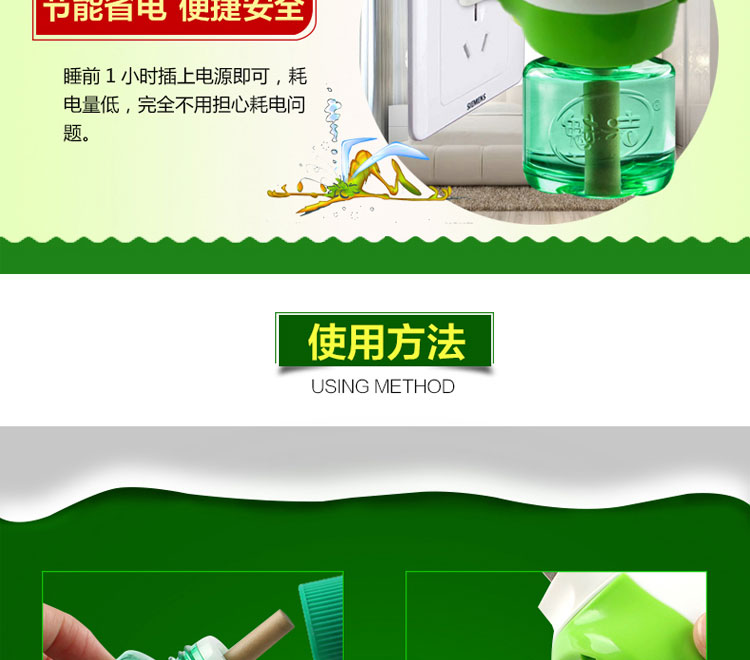 节能省电 便捷安全
睡前1小时插上电源即可，耗
电量低，完全不用担心耗电问
题。
SIEMENS
使用方法
USING METHOD